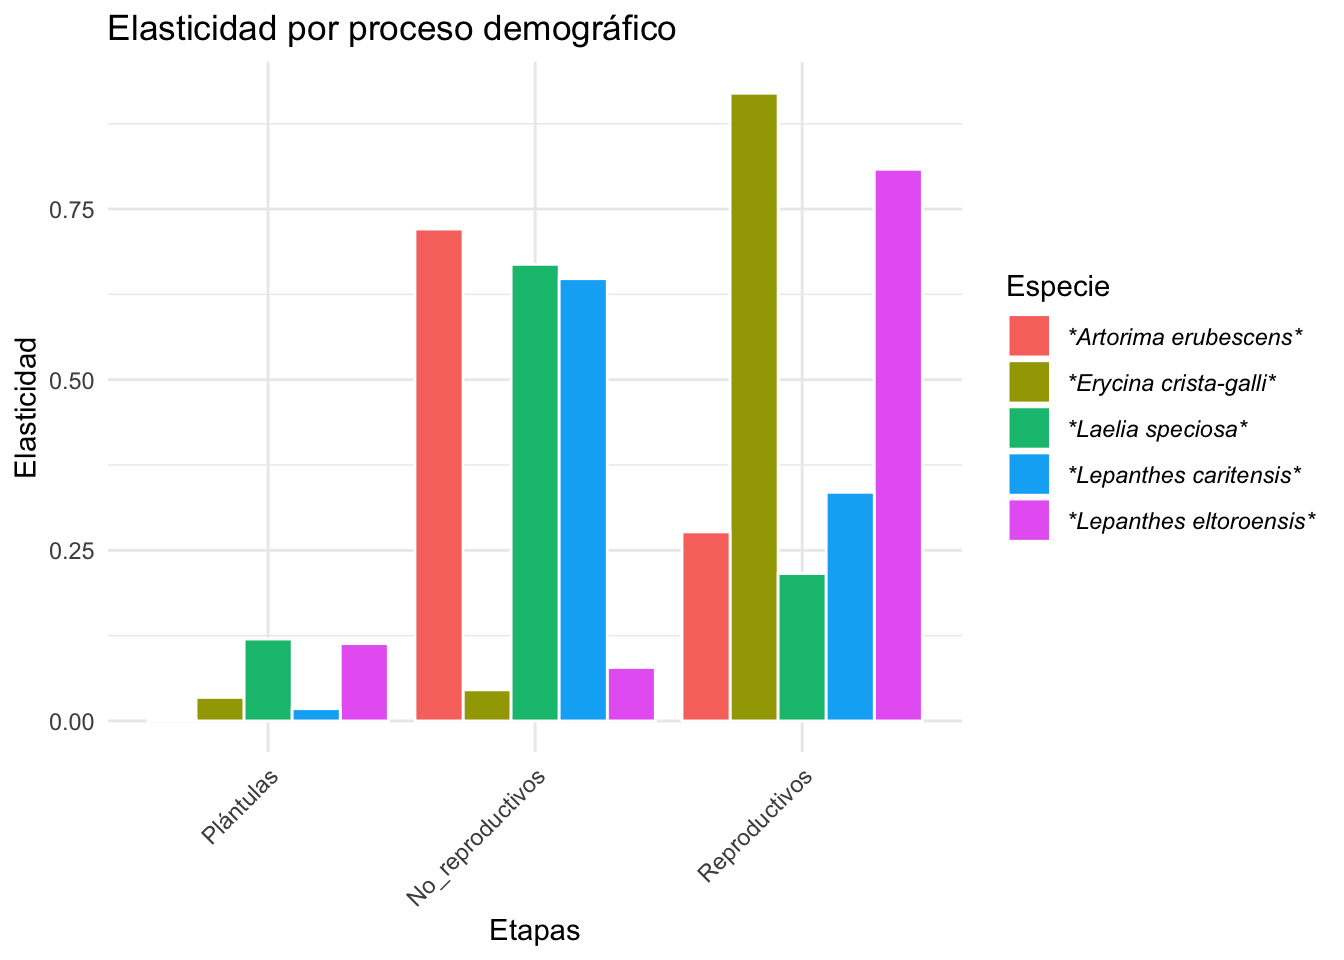 Elasticidad por proceso demográfico
Elasticidad
0.75
0.50
0.25
0.00
Plántulas
No_reproductivos
Reproductivos
Etapas
Especie
*Artorima erubescens*
*Erycina crista-galli*
*Laelia speciosa*
*Lepanthes caritensis*
*Lepanthes eltoroensis*